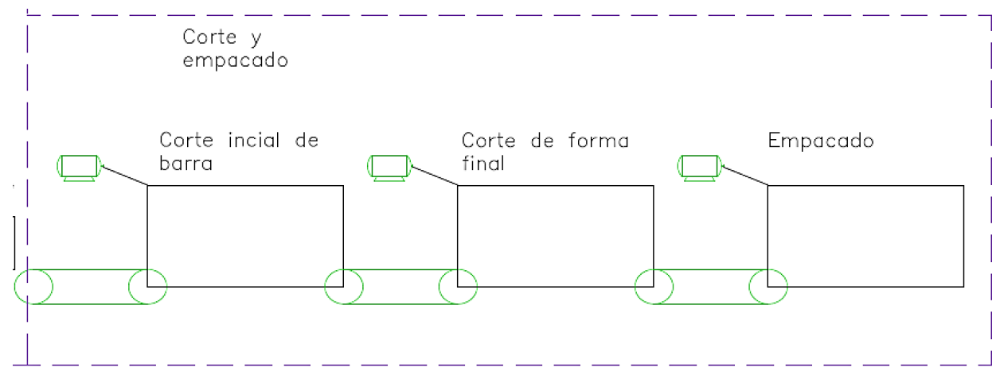 Corte y
empacado
Corte incial de
barra
Corte de forma
final
Empacado